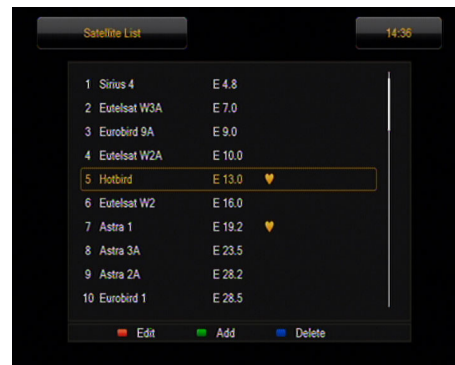 Satellite List 14:36
1 Sirius 4 E 4.8
2 Eutelsat W3A E 7.0
3 Eurobird 9A E 9.0
4 Eutelsat W2A E 10.0
5 Hotbird E 13.0
6 Eutelsat W2 E 16.0
7 Astra 1 E 19.2
8 Astra 3A E 23.5
9 Astra 2A E 28.2
10 Eurobird 1 E 28.5
Edit Add Delete